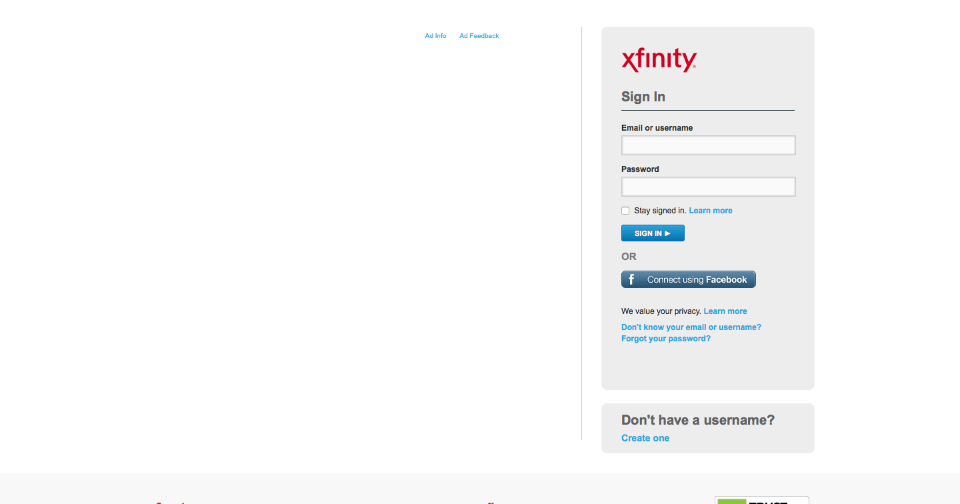 Ad Info Ad Feedback
xfinity
Sign In
Email or username
Password
Stay signed in. Learn more
SIGN IN
OR
f Connect using Facebook
We value your privacy. Learn more
Don't know your email or username?
Forgot your password?
Don't have a username?
Create one